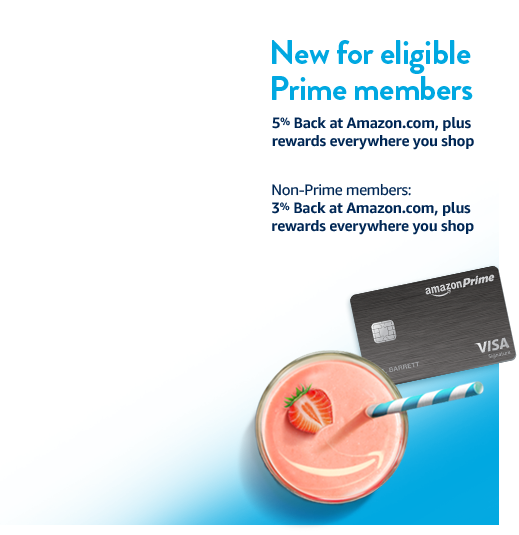 New for eligible
Prime members
5% Back at Amazon.com, plus
rewards everywhere you shop
Non-Prime members:
3% Back at Amazon.com, plus
rewards everywhere you shop
amazonPrime
VISA
Signature
GARRETT